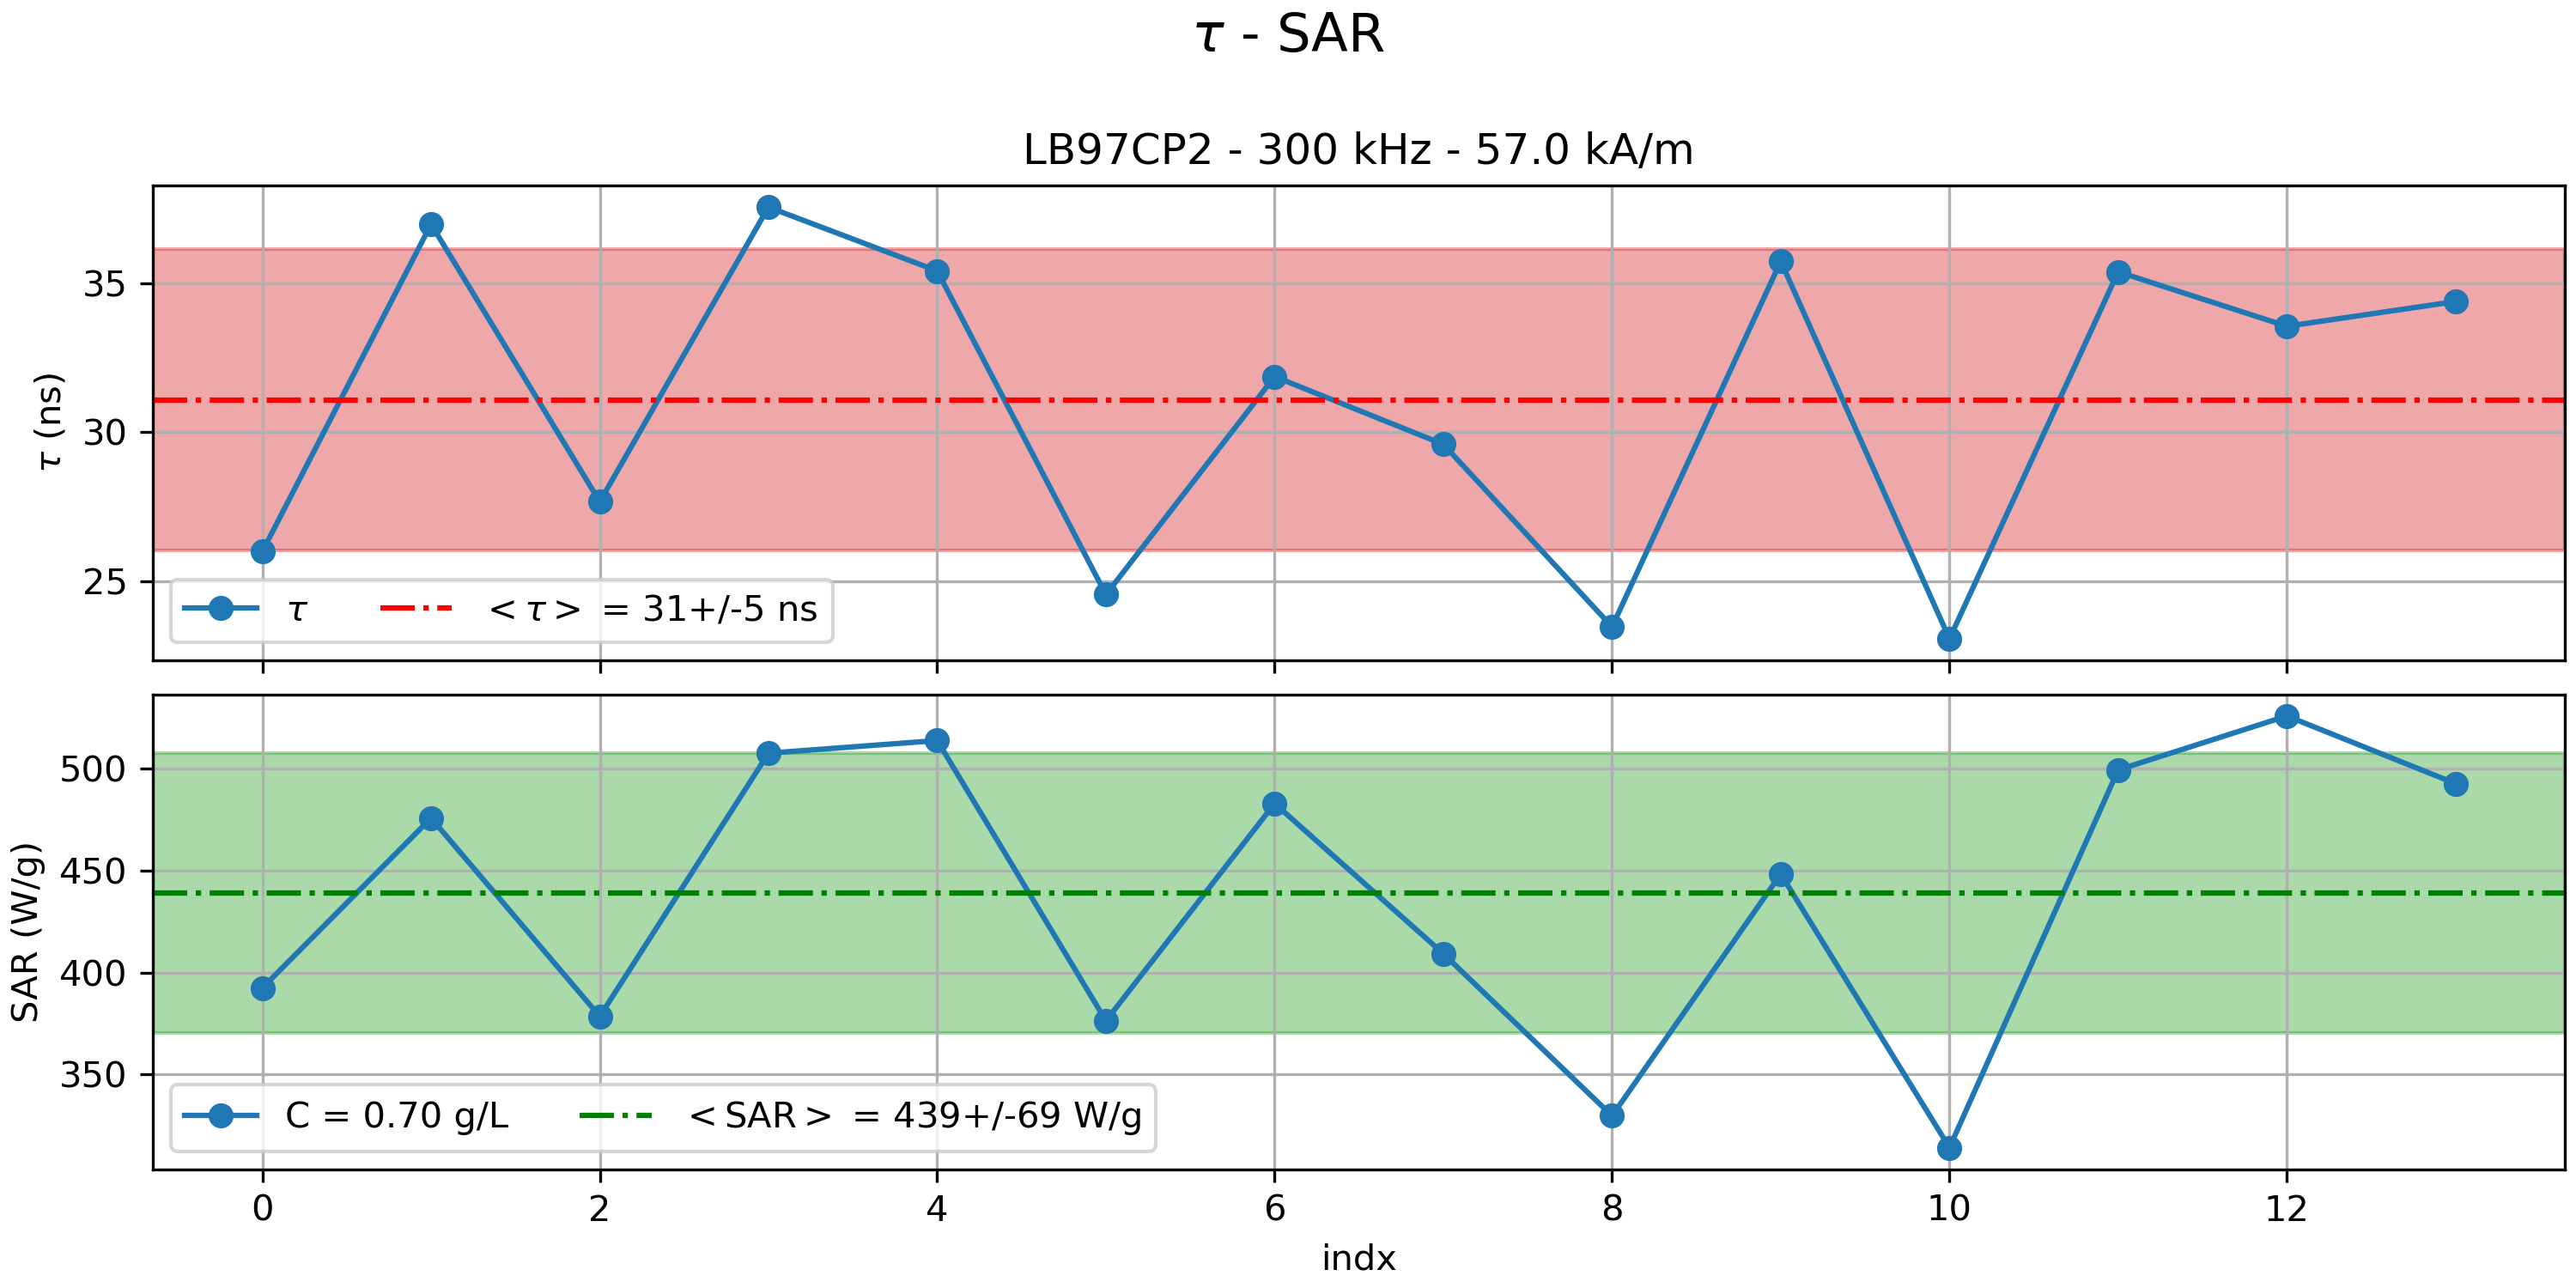 τ - SAR
LB97CP2 - 300 kHz - 57.0 kA/m
τ (ns)
35
30
25
τ
<τ> = 31+/-5 ns
SAR (W/g)
500
450
400
350
C = 0.70 g/L
<SAR> = 439+/-69 W/g
0 2 4 6 8 10 12
indx